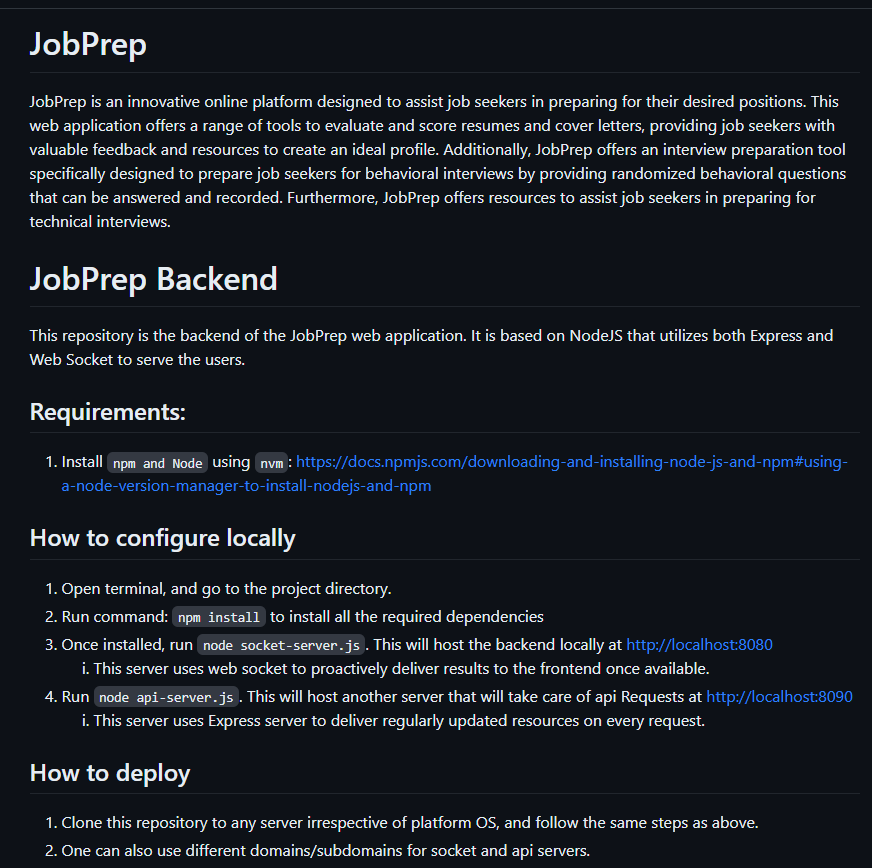 JobPrep
JobPrep is an innovative online platform designed to assist job seekers in preparing for their desired positions. This
web application offers a range of tools to evaluate and score resumes and cover letters, providing job seekers with
valuable feedback and resources to create an ideal profile. Additionally, JobPrep offers an interview preparation tool
specifically designed to prepare job seekers for behavioral interviews by providing randomized behavioral questions
that can be answered and recorded. Furthermore, JobPrep offers resources to assist job seekers in preparing for
technical interviews.
JobPrep Backend
This repository is the backend of the JobPrep web application. It is based on NodeJS that utilizes both Express and
Web Socket to serve the users.
Requirements:
1. Install npm and Node using nvm: https://docs.npmjs.com/downloading-and-installing-node-js-and-npm#using-
a-node-version-manager-to-install-nodejs-and-npm
How to configure locally
1. Open terminal, and go to the project directory.
2. Run command: npm install to install all the required dependencies
3. Once installed, run node socket-server.js. This will host the backend locally at http://localhost:8080
i. This server uses web socket to proactively deliver results to the frontend once available.
4. Run node api-server.js. This will host another server that will take care of api Requests at http://localhost:8090
i. This server uses Express server to deliver regularly updated resources on every request.
How to deploy
1. Clone this repository to any server irrespective of platform OS, and follow the same steps as above.
2. One can also use different domains/subdomains for socket and api servers.